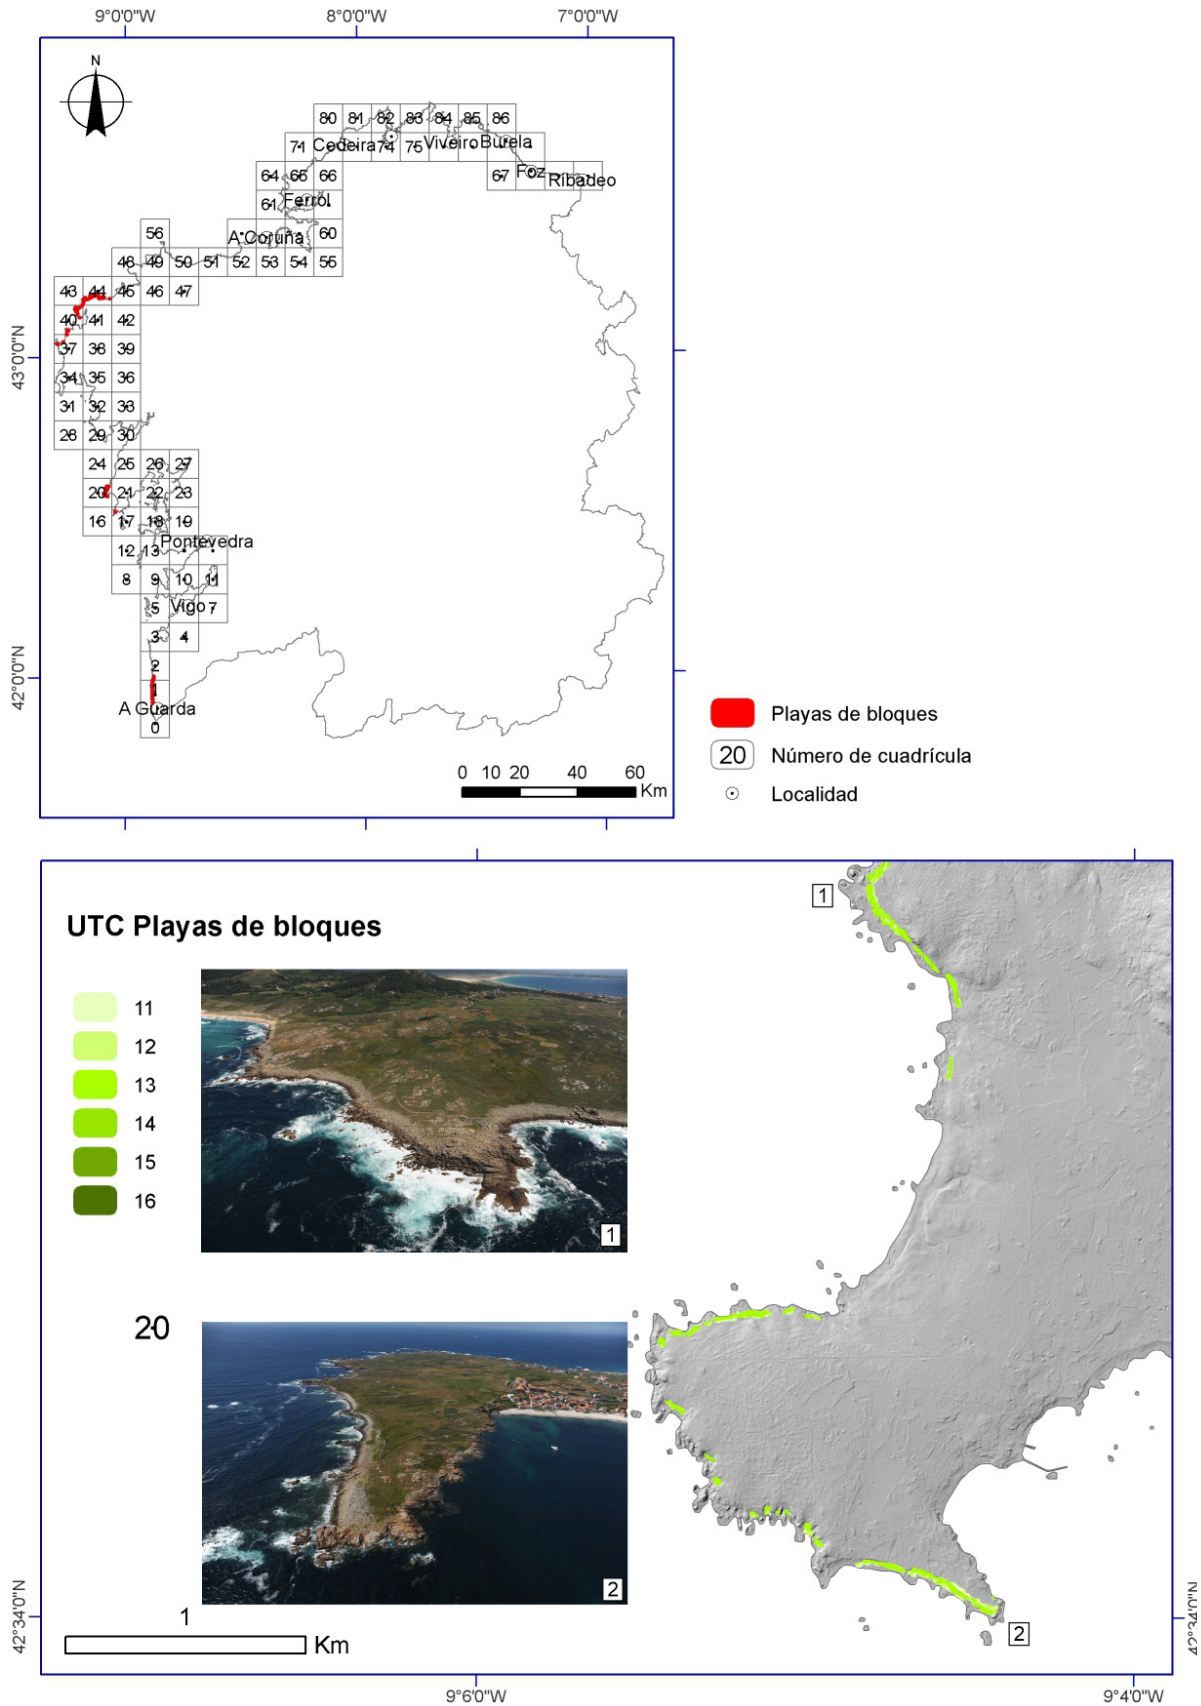 9°0'0"W 8°0'0"W 7°0'0"W
N
80 81 82 83 84 85 86
71 Cedeira 74 75 Viveiro Burela
64 65 66 67 Foz Ribadeo
61 Ferrol
56 A Coruña 60
48 49 50 51 52 53 54 55
43 44 45 46 47
40 41 42
43°0'0"N
37 38 39
34 35 36
31 32 33
28 29 30
24 25 26 27
20 21 22 23
16 17 18 19
12 13 Pontevedra
8 9 10 11
5 Vigo 7
3 4
42°0'0"N
2
1
A Guarda
0
0 10 20 40 60
Km
Playas de bloques
20 Número de cuadrícula
Localidad
UTC Playas de bloques
11
12
13
14
15
16
1
1
20
2
2
1
Km
42°34'0"N 42°34'0"N
9°6'0"W 9°4'0"W